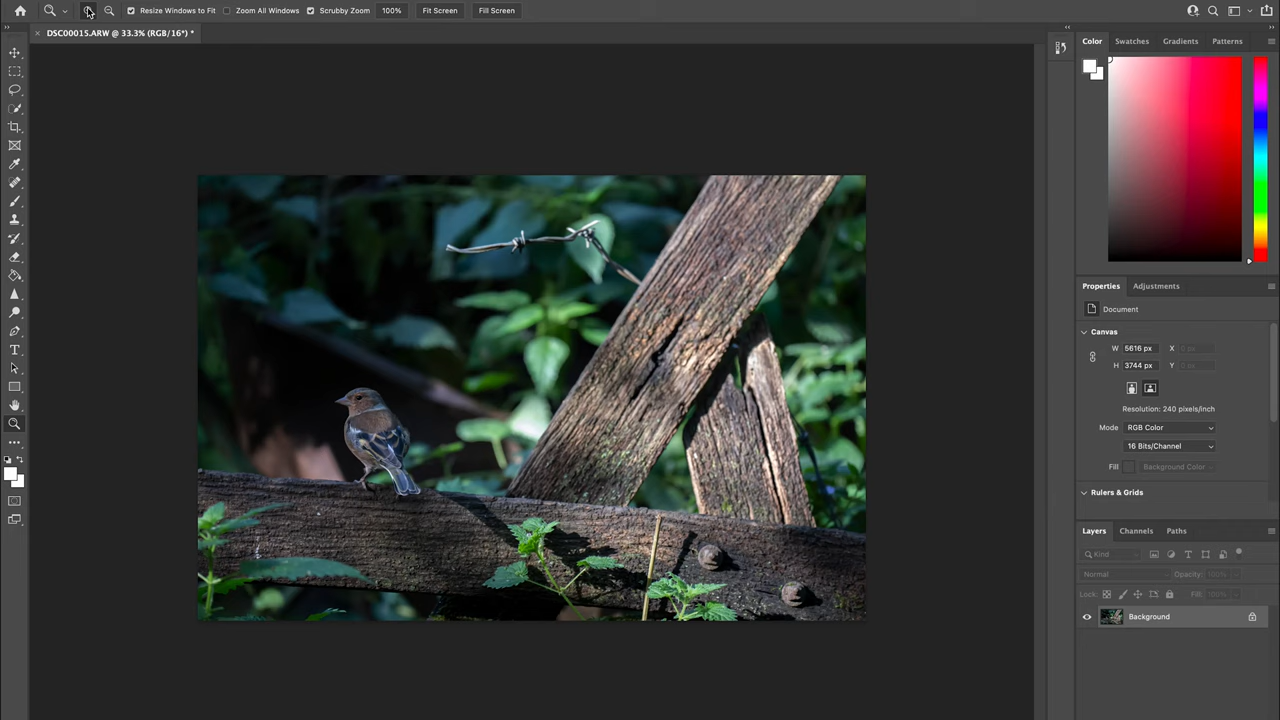 Resize Windows to Fit Zoom All Windows Scrubby Zoom 100% Fit Screen Fill Screen
DSC00015.ARW @ 33.3% (RGB/16*) *
Color Swatches Gradients Patterns
Properties Adjustments
Document
Canvas
W 5616 px X 0 px
H 3744 px Y 0 px
Resolution: 240 pixels/inch
Mode RGB Color
16 Bits/Channel
Fill Background Color
Rulers & Grids
Layers Channels Paths
Kind
Normal Opacity: 100%
Lock: Fill: 100%
Background